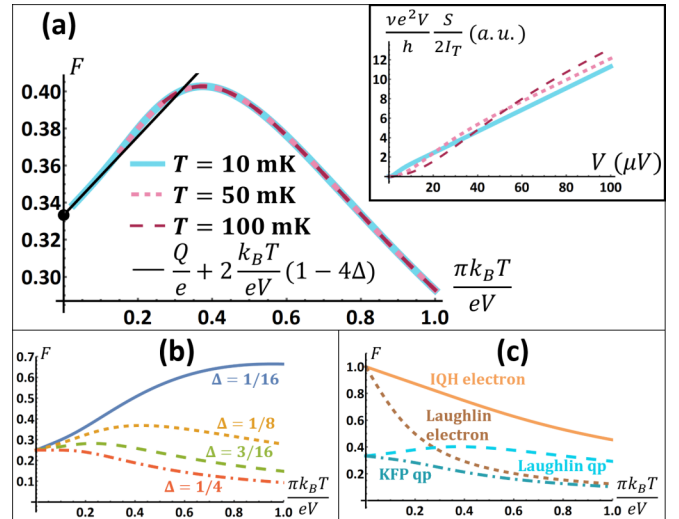 (a)
F
0.40
0.38
0.36
0.34
0.32
0.30
0.2 0.4 0.6 0.8 1.0
T = 10 mK
T = 50 mK
T = 100 mK
Q/e + 2 k_BT/eV (1 − 4Δ)
πk_BT/eV
νe²V/h S/2I_T (a.u.)
12
10
8
6
4
2
0
20 40 60 80 100
V (μV)
(b)
F
0.7
0.6
0.5
0.4
0.3
0.2
0.1
0.2 0.4 0.6 0.8 1.0
Δ = 1/16
Δ = 1/8
Δ = 3/16
Δ = 1/4
πk_BT/eV
(c)
F
1.0
0.8
0.6
0.4
0.2
0.0
0.2 0.4 0.6 0.8 1.0
IQH electron
Laughlin
electron
Laughlin qp
KFP qp
πk_BT/eV